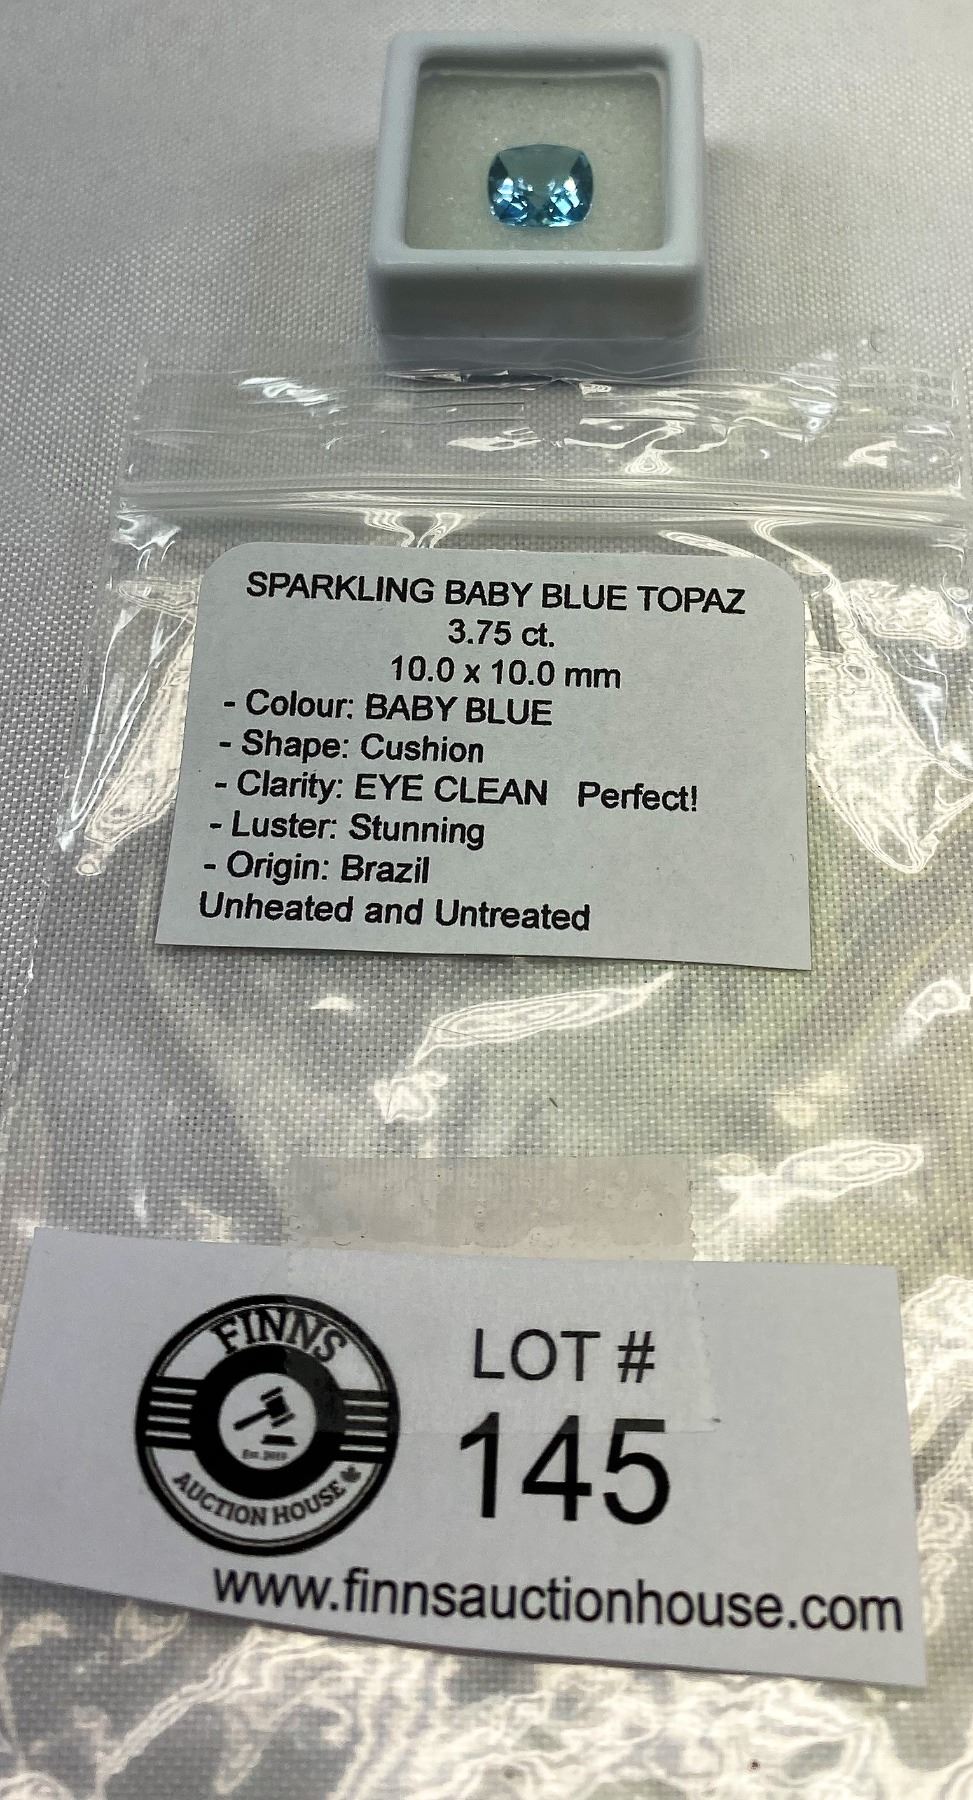 SPARKLING BABY BLUE TOPAZ
3.75 ct.
10.0 x 10.0 mm
- Colour: BABY BLUE
- Shape: Cushion
- Clarity: EYE CLEAN Perfect!
- Luster: Stunning
- Origin: Brazil
Unheated and Untreated
FINNS
AUCTION HOUSE
LOT #
145
www.finnsauctionhouse.com